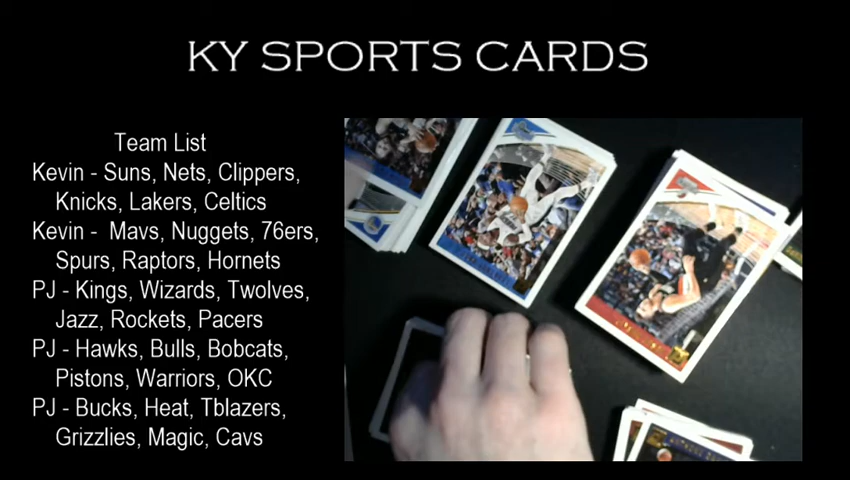 KY SPORTS CARDS
Team List
Kevin - Suns, Nets, Clippers,
Knicks, Lakers, Celtics
Kevin - Mavs, Nuggets, 76ers,
Spurs, Raptors, Hornets
PJ - Kings, Wizards, Twolves,
Jazz, Rockets, Pacers
PJ - Hawks, Bulls, Bobcats,
Pistons, Warriors, OKC
PJ - Bucks, Heat, Tblazers,
Grizzlies, Magic, Cavs